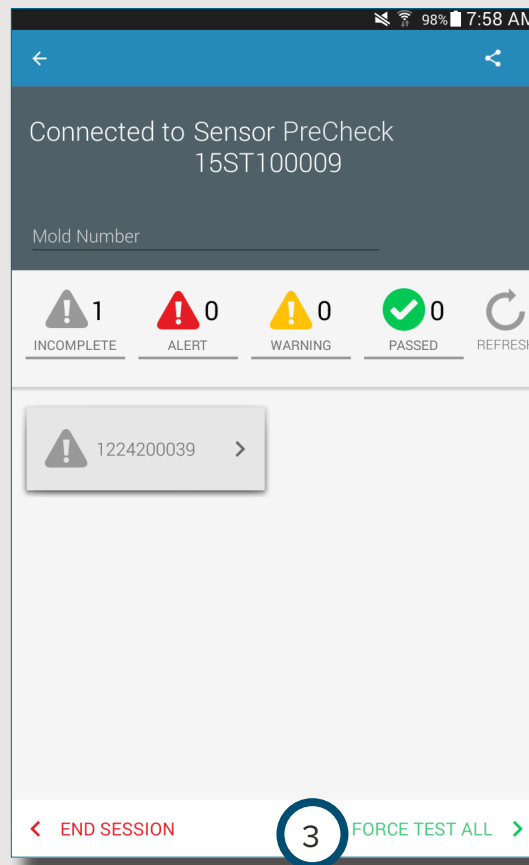 98% 7:58 AM
Connected to Sensor PreCheck
15ST100009
Mold Number
1 0 0 0
INCOMPLETE ALERT WARNING PASSED REFRESH
1224200039
END SESSION 3 FORCE TEST ALL